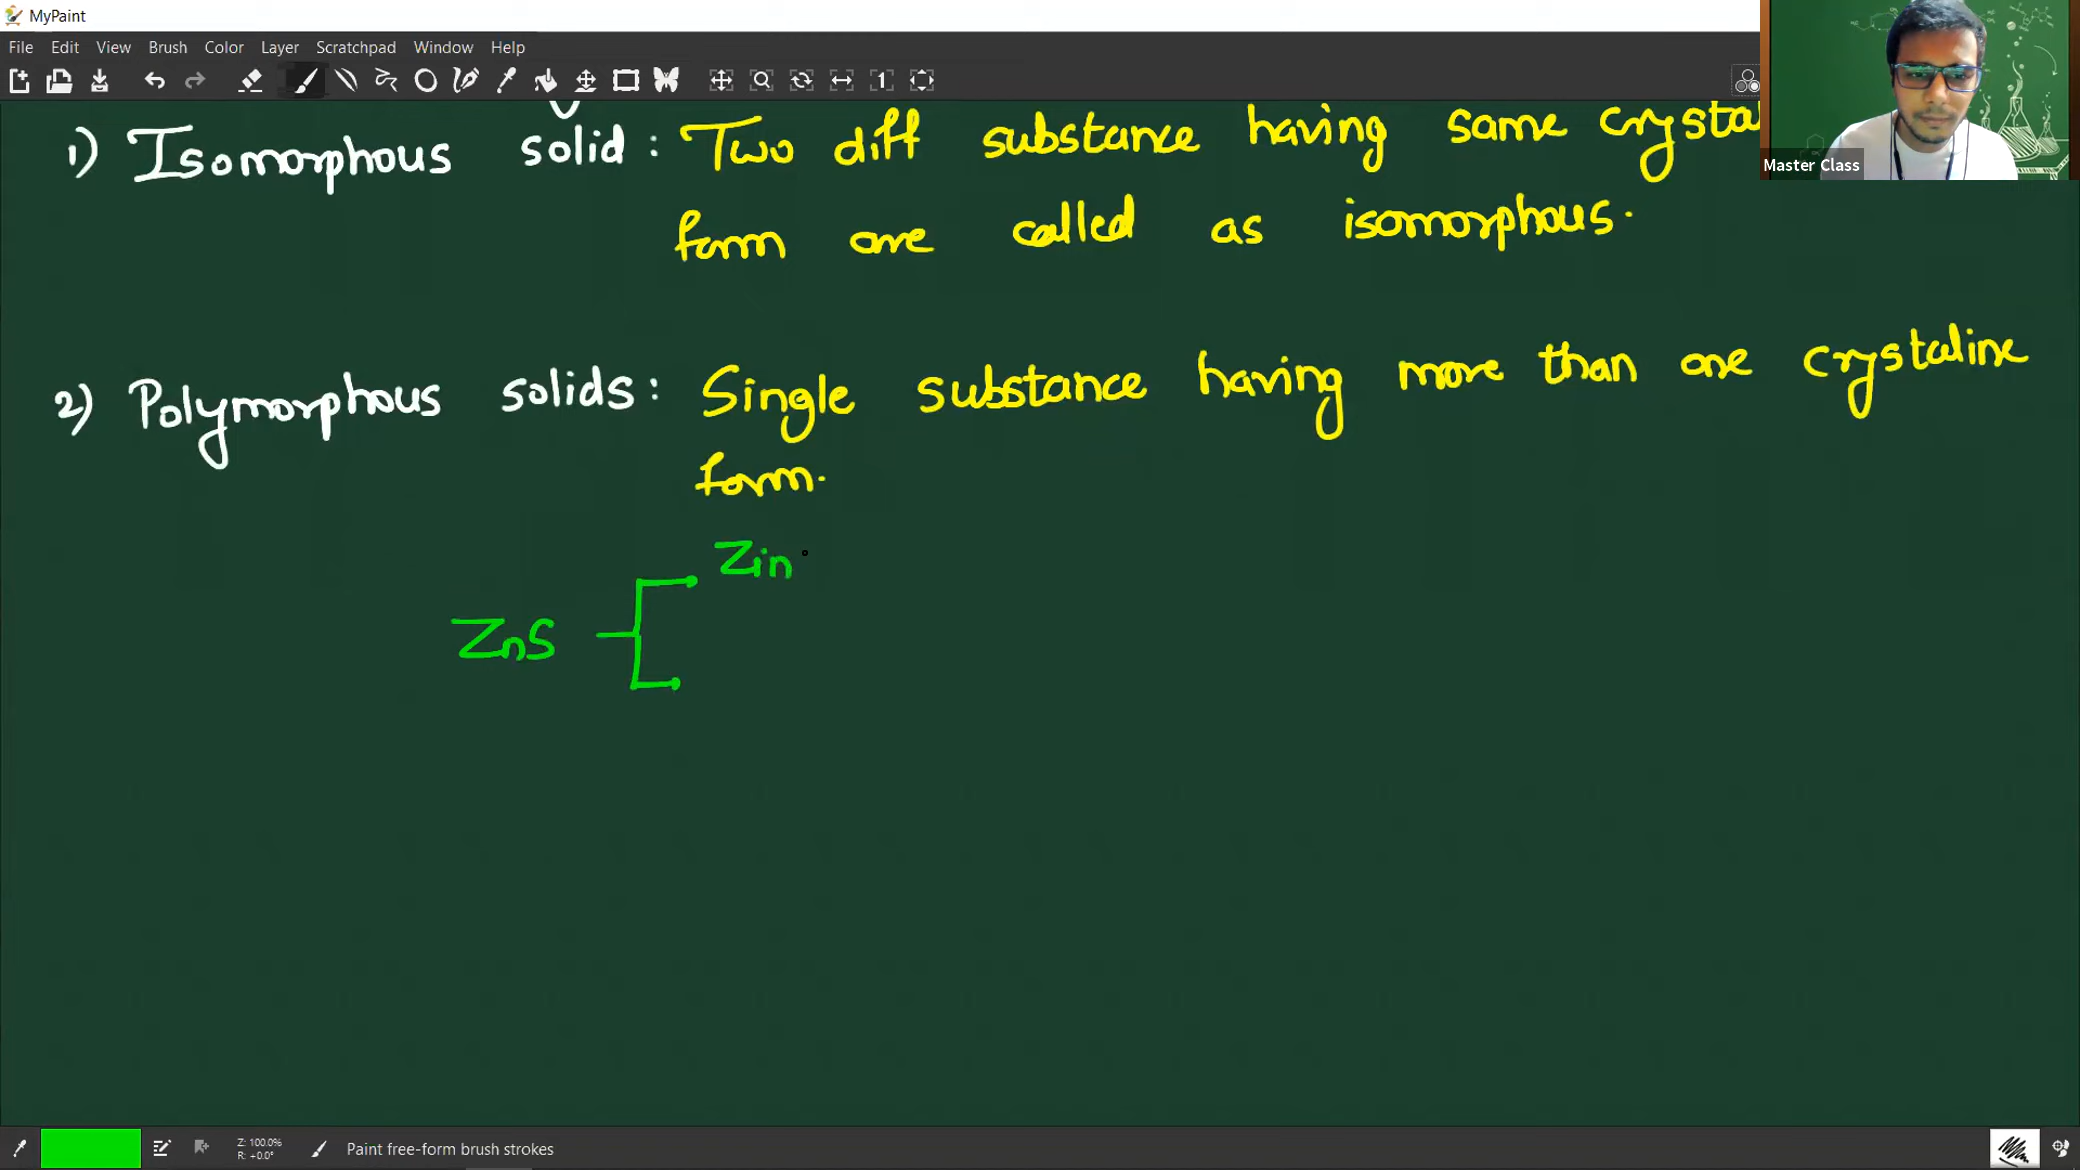 MyPaint
File Edit View Brush Color Layer Scratchpad Window Help
1) Isomorphous solid: Two diff substance having same crystal
form are called as isomorphous.
Master Class
2) Polymorphous solids: Single substance having more than one crystaline
form.
Zin
ZnS
Z: 100.0%
R: +0.0°
Paint free-form brush strokes